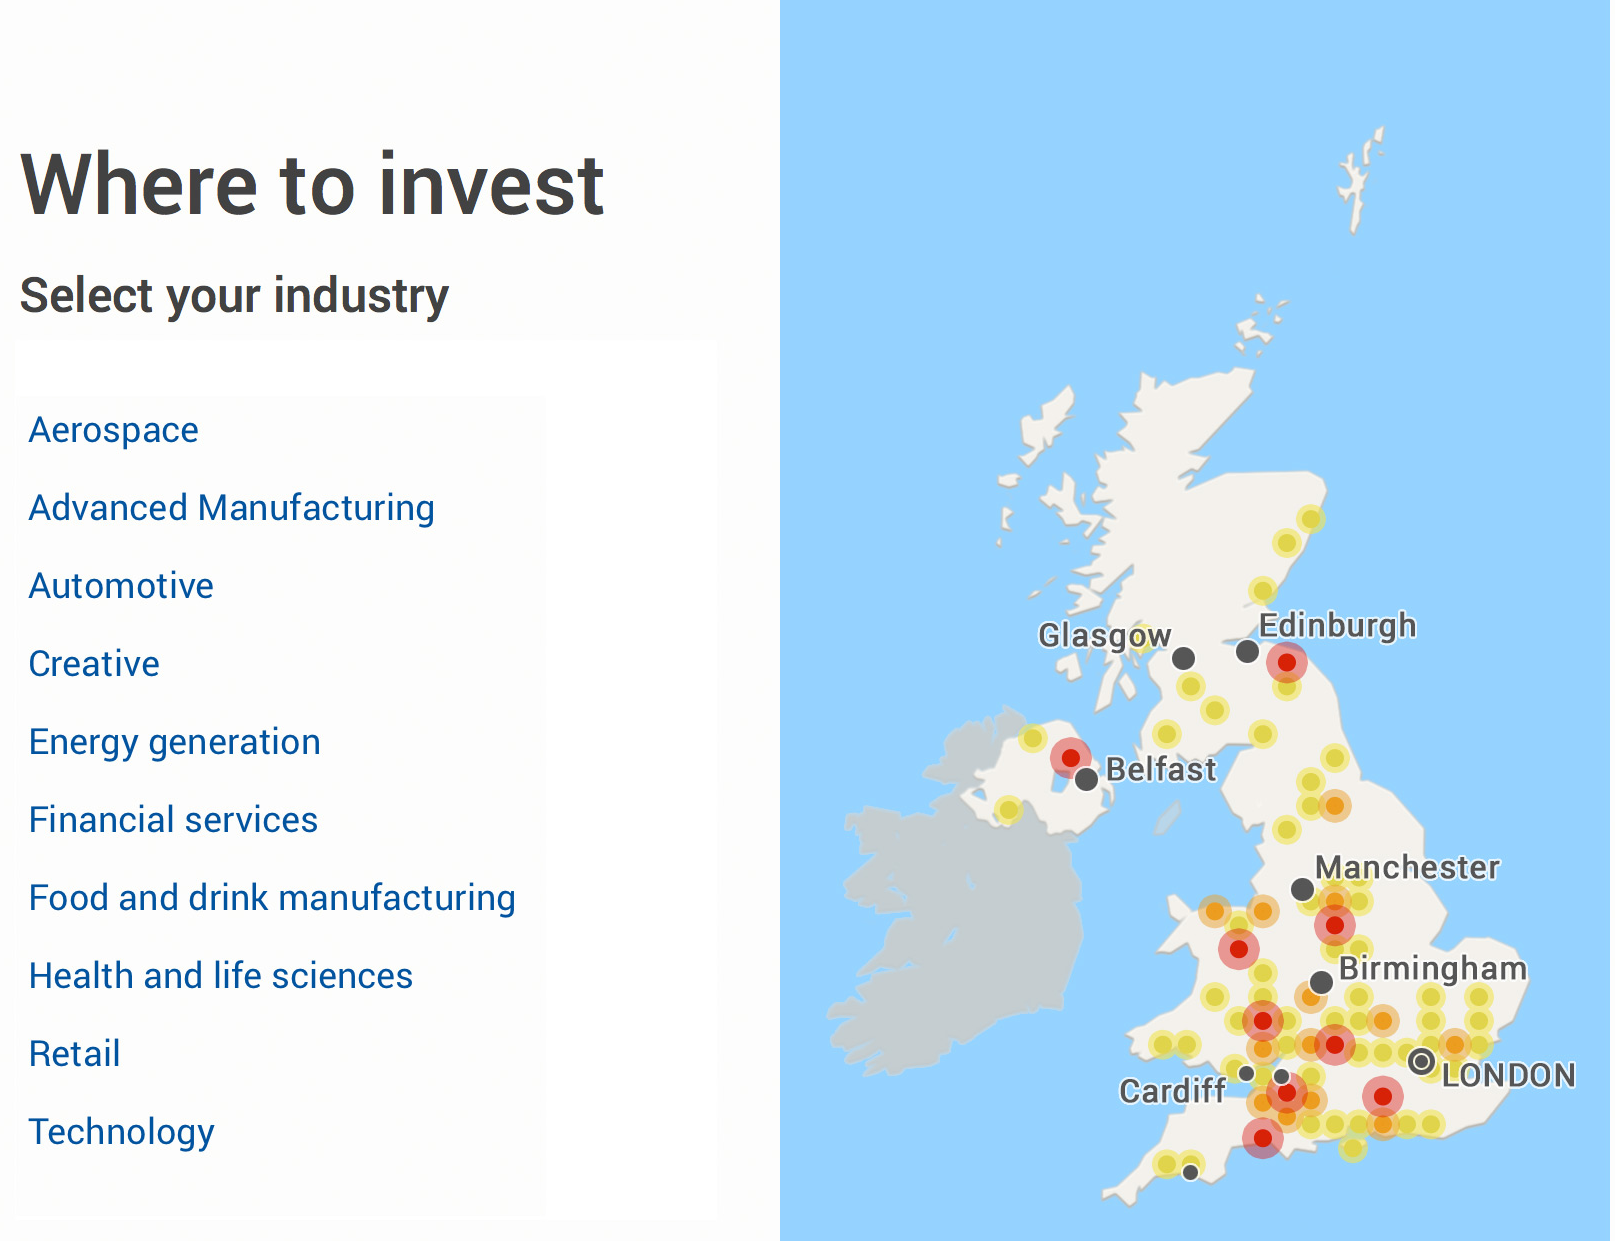 Where to invest
Select your industry
Aerospace
Advanced Manufacturing
Automotive
Creative
Energy generation
Financial services
Food and drink manufacturing
Health and life sciences
Retail
Technology
Edinburgh
Glasgow
Belfast
Manchester
Birmingham
LONDON
Cardiff